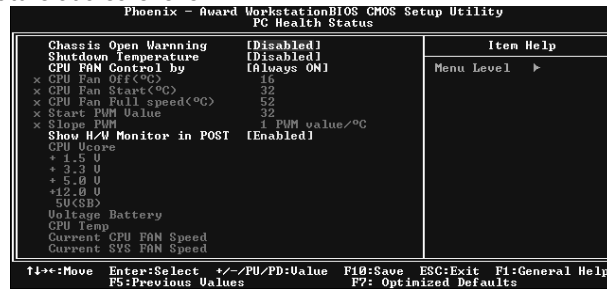 Phoenix - Award WorkstationBIOS CMOS Setup Utility
PC Health Status
Chassis Open Warnning [Disabled]
Shutdown Temperature [Disabled]
CPU FAN Control by [Always ON]
x CPU Fan Off(°C) 16
x CPU Fan Start(°C) 32
x CPU Fan Full speed(°C) 52
x Start PWM Value 32
x Slope PWM 1 PWM value/°C
Show H/W Monitor in POST [Enabled]
CPU Vcore
+ 1.5 V
+ 3.3 V
+ 5.0 V
+12.0 V
5V(SB)
Voltage Battery
CPU Temp
Current CPU FAN Speed
Current SYS FAN Speed
Item Help
Menu Level ►
↑↓→←:Move Enter:Select +/-/PU/PD:Value F10:Save ESC:Exit F1:General Help
F5:Previous Values F7: Optimized Defaults